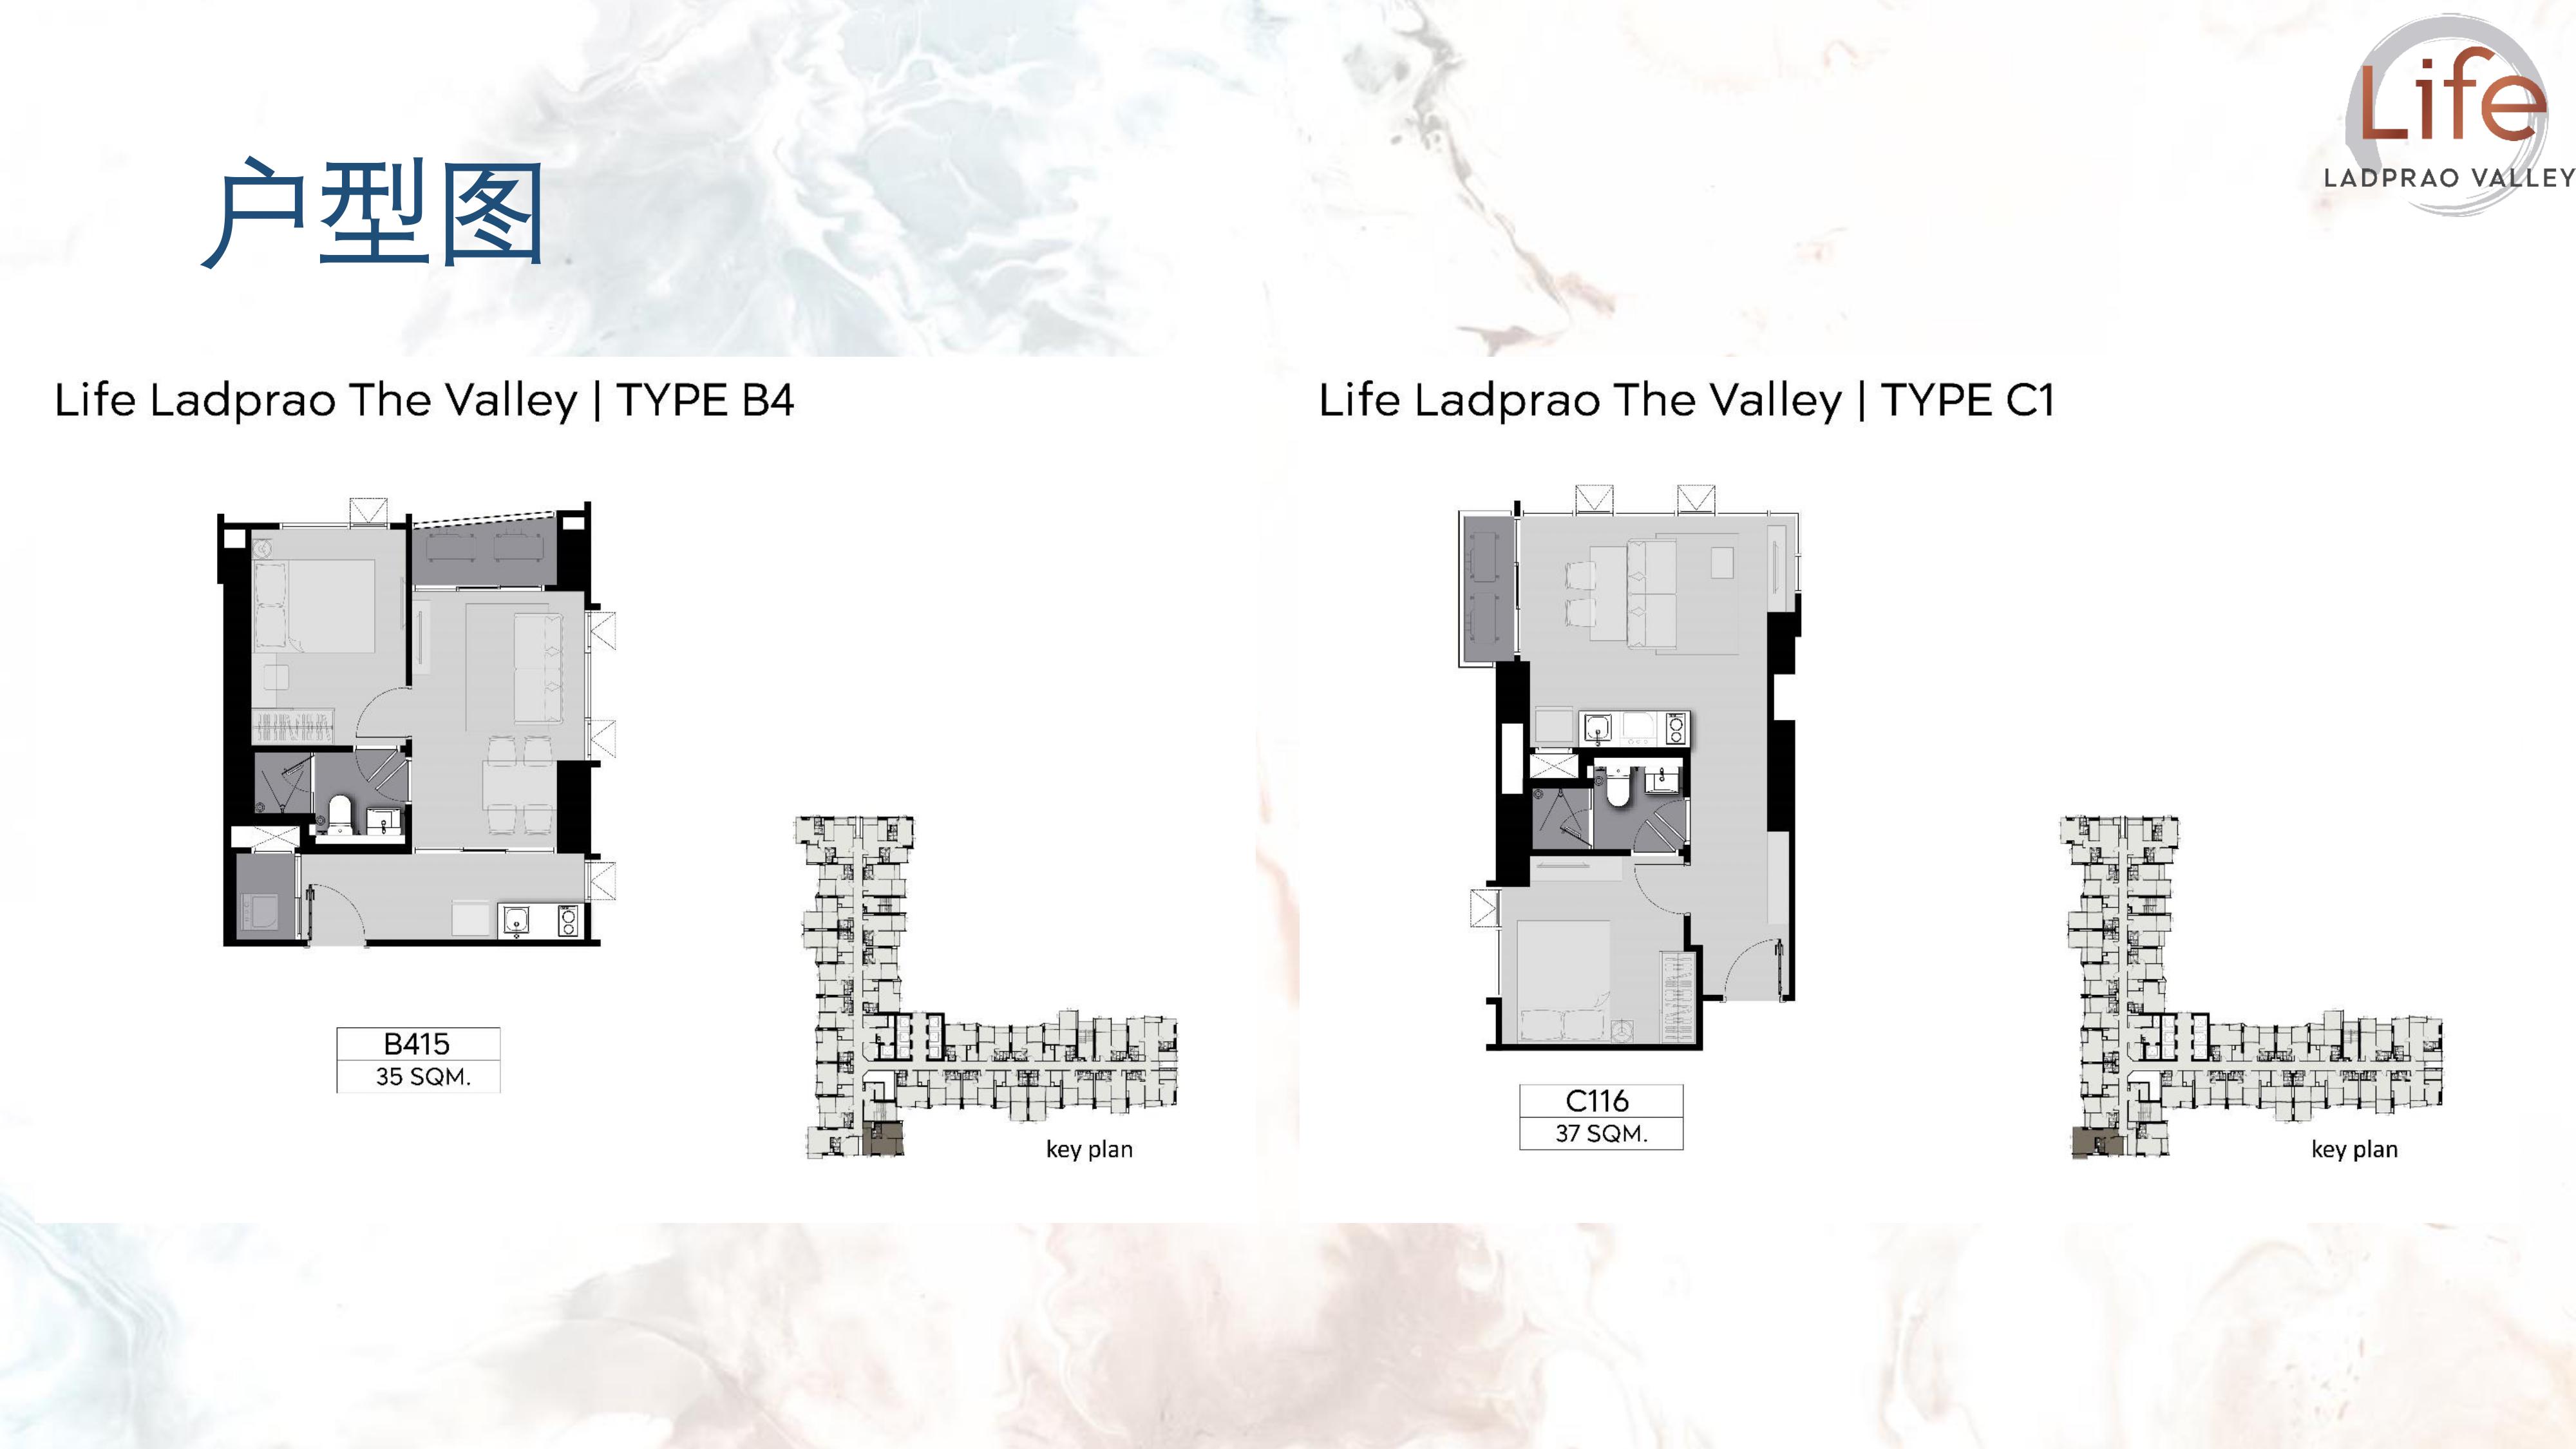 Life
LADPRAO VALLEY
户型图
Life Ladprao The Valley | TYPE B4
B415
35 SQM.
key plan
Life Ladprao The Valley | TYPE C1
C116
37 SQM.
key plan